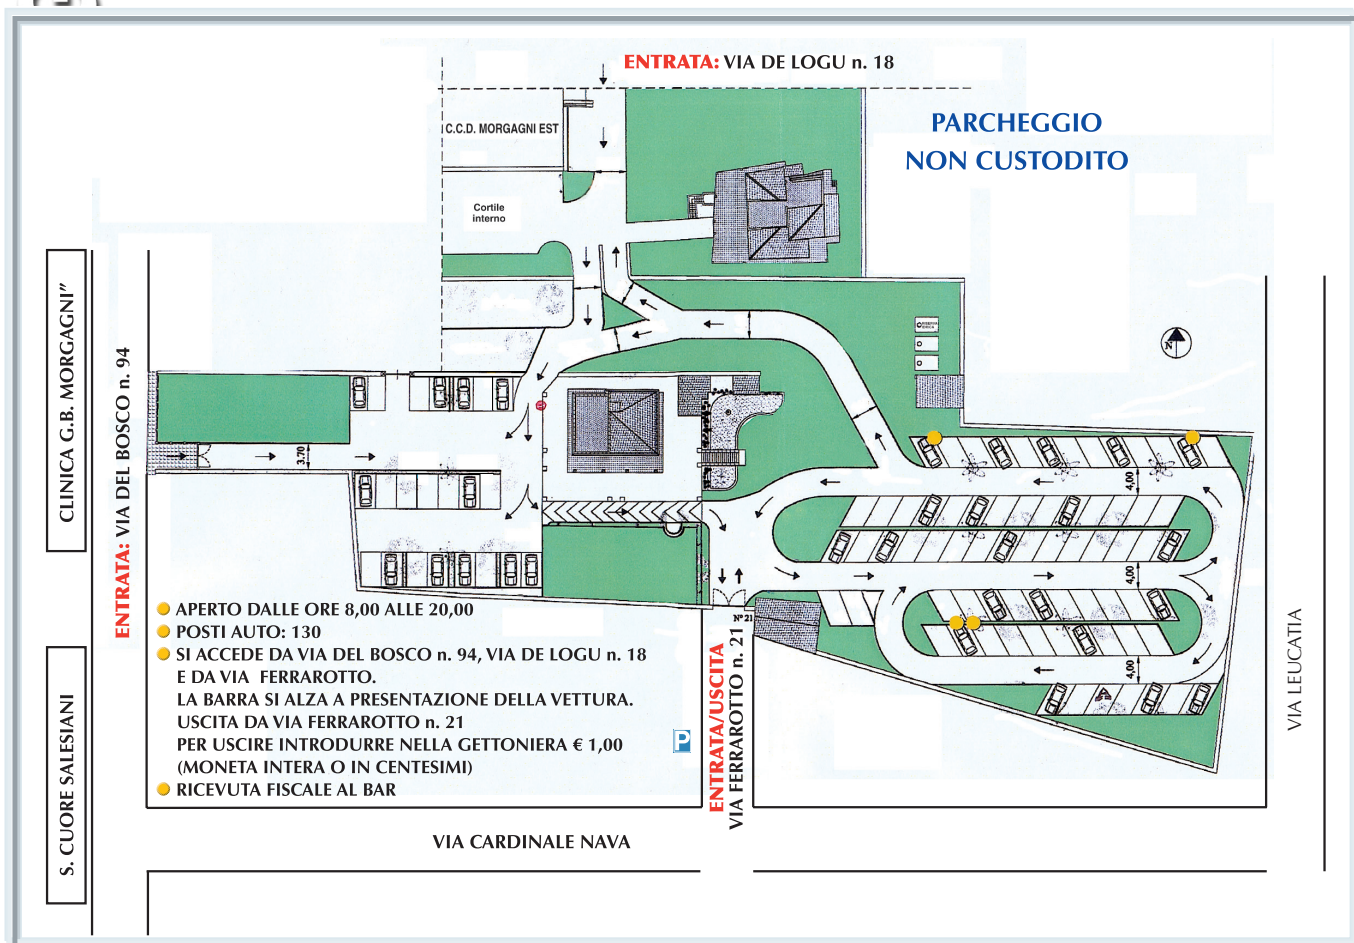 ENTRATA: VIA DE LOGU n. 18
PARCHEGGIO
NON CUSTODITO
C.C.D. MORGAGNI EST
Cortile
interno
N
CLINICA G.B. MORGAGNI”
ENTRATA: VIA DEL BOSCO n. 94
3.70
4,00
4,00
4,00
N° 21
APERTO DALLE ORE 8,00 ALLE 20,00
POSTI AUTO: 130
SI ACCEDE DA VIA DEL BOSCO n. 94, VIA DE LOGU n. 18
E DA VIA FERRAROTTO.
LA BARRA SI ALZA A PRESENTAZIONE DELLA VETTURA.
USCITA DA VIA FERRAROTTO n. 21
PER USCIRE INTRODURRE NELLA GETTONIERA € 1,00
(MONETA INTERA O IN CENTESIMI)
RICEVUTA FISCALE AL BAR
P
ENTRATA/USCITA
VIA FERRAROTTO n. 21
VIA LEUCATIA
S. CUORE SALESIANI
VIA CARDINALE NAVA